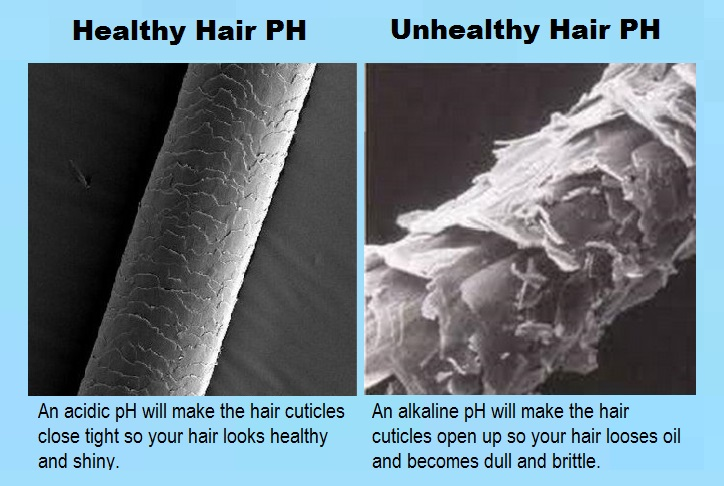 Healthy Hair PH
Unhealthy Hair PH
An acidic pH will make the hair cuticles
close tight so your hair looks healthy
and shiny.
An alkaline pH will make the hair
cuticles open up so your hair looses oil
and becomes dull and brittle.